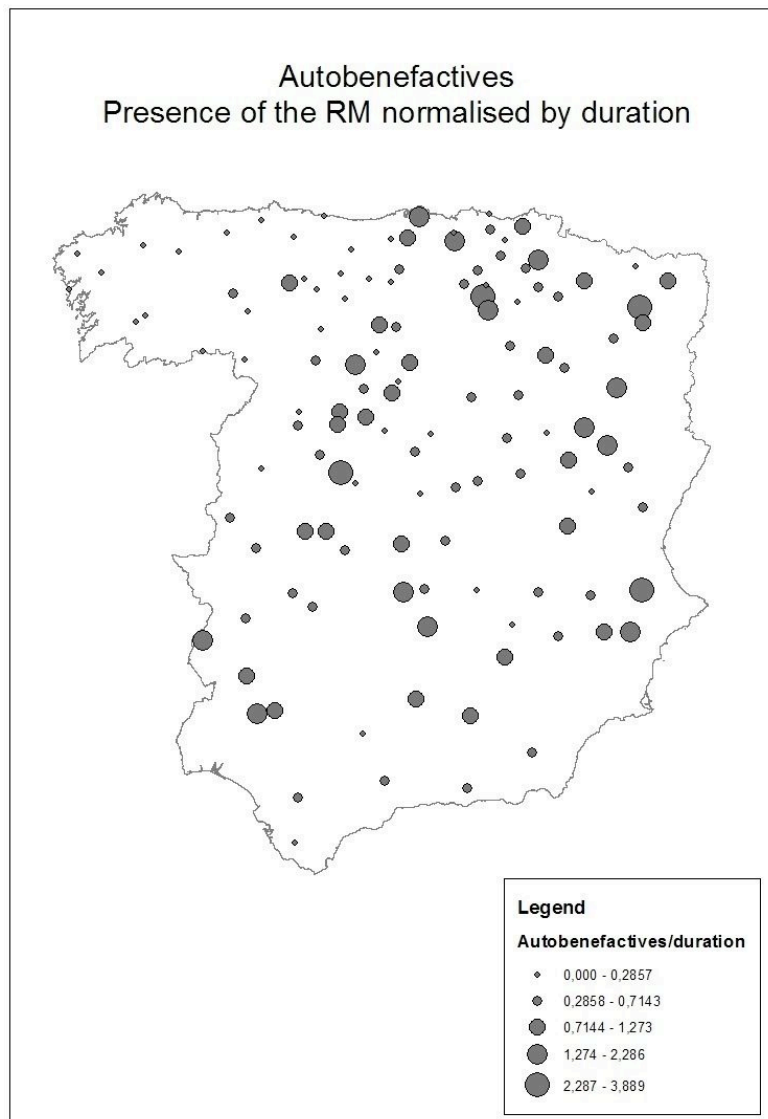 Autobenefactives
Presence of the RM normalised by duration
Legend
Autobenefactives/duration
0,000 - 0,2857
0,2858 - 0,7143
0,7144 - 1,273
1,274 - 2,286
2,287 - 3,889